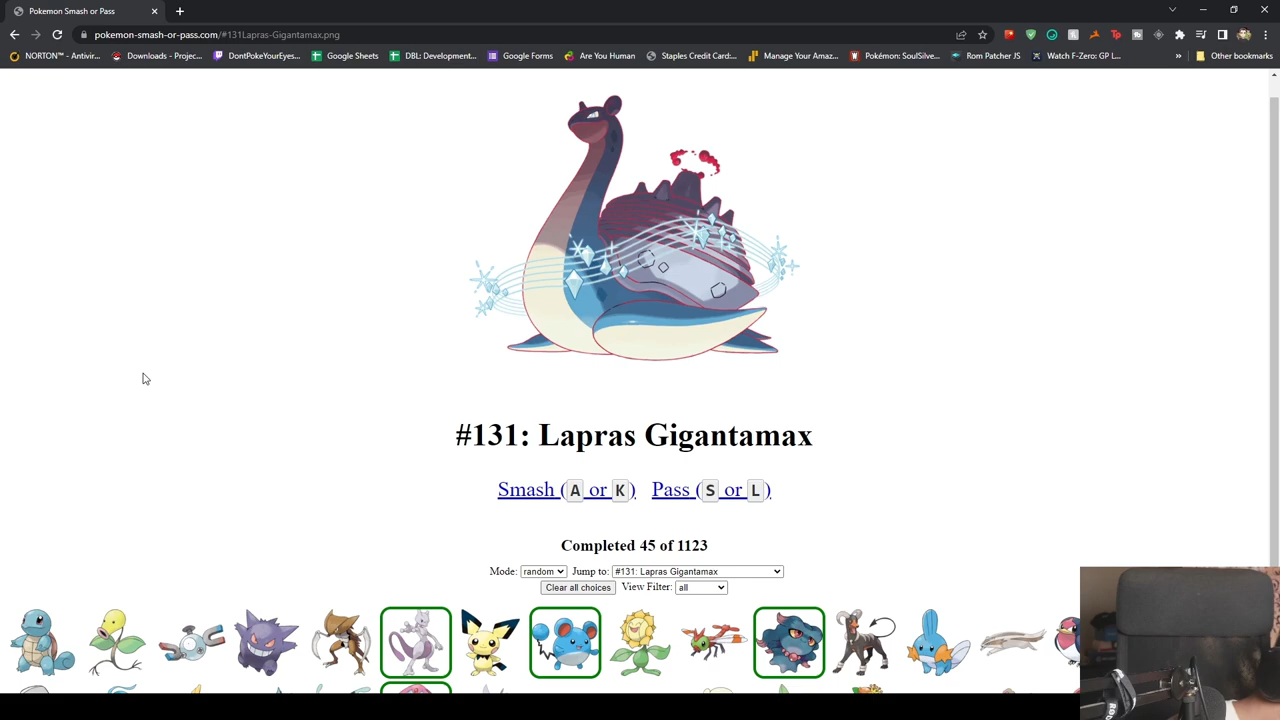 Pokemon Smash or Pass
pokemon-smash-or-pass.com/#131Lapras-Gigantamax.png
NORTON™ - Antivir... Downloads - Projec... DontPokeYourEyes... Google Sheets DBL: Development... Google Forms Are You Human Staples Credit Card:... Manage Your Amaz... Pokémon: SoulSilve... Rom Patcher JS Watch F-Zero: GP L... » Other bookmarks
#131: Lapras Gigantamax
Smash (A or K) Pass (S or L)
Completed 45 of 1123
Mode: random Jump to: #131: Lapras Gigantamax
Clear all choices View Filter: all